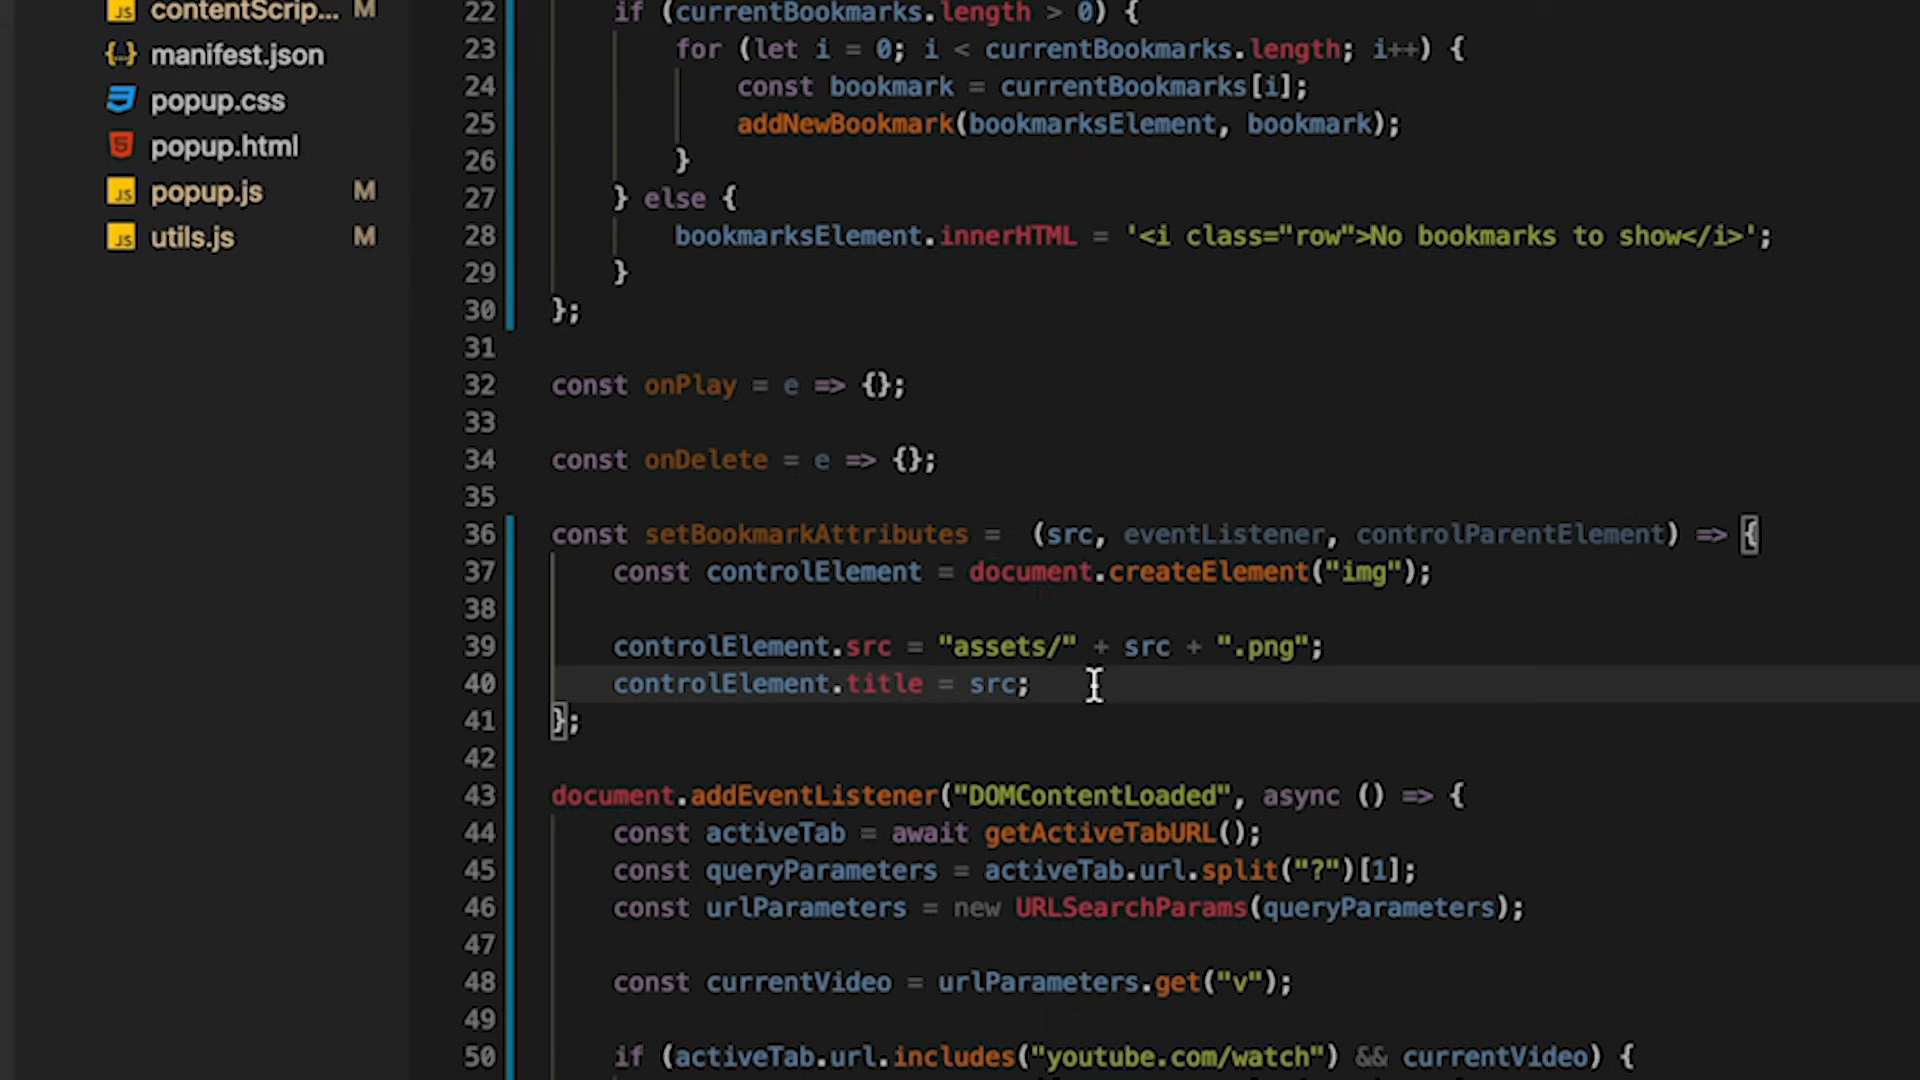 contentScrip... M
manifest.json
popup.css
popup.html
popup.js M
utils.js M
22 if (currentBookmarks.length > 0) {
23 for (let i = 0; i < currentBookmarks.length; i++) {
24 const bookmark = currentBookmarks[i];
25 addNewBookmark(bookmarksElement, bookmark);
26 }
27 } else {
28 bookmarksElement.innerHTML = '<i class="row">No bookmarks to show</i>';
29 }
30 };
31
32 const onPlay = e => {};
33
34 const onDelete = e => {};
35
36 const setBookmarkAttributes =  (src, eventListener, controlParentElement) => {
37 const controlElement = document.createElement("img");
38
39 controlElement.src = "assets/" + src + ".png";
40 controlElement.title = src;
41 };
42
43 document.addEventListener("DOMContentLoaded", async () => {
44 const activeTab = await getActiveTabURL();
45 const queryParameters = activeTab.url.split("?")[1];
46 const urlParameters = new URLSearchParams(queryParameters);
47
48 const currentVideo = urlParameters.get("v");
49
50 if (activeTab.url.includes("youtube.com/watch") && currentVideo) {